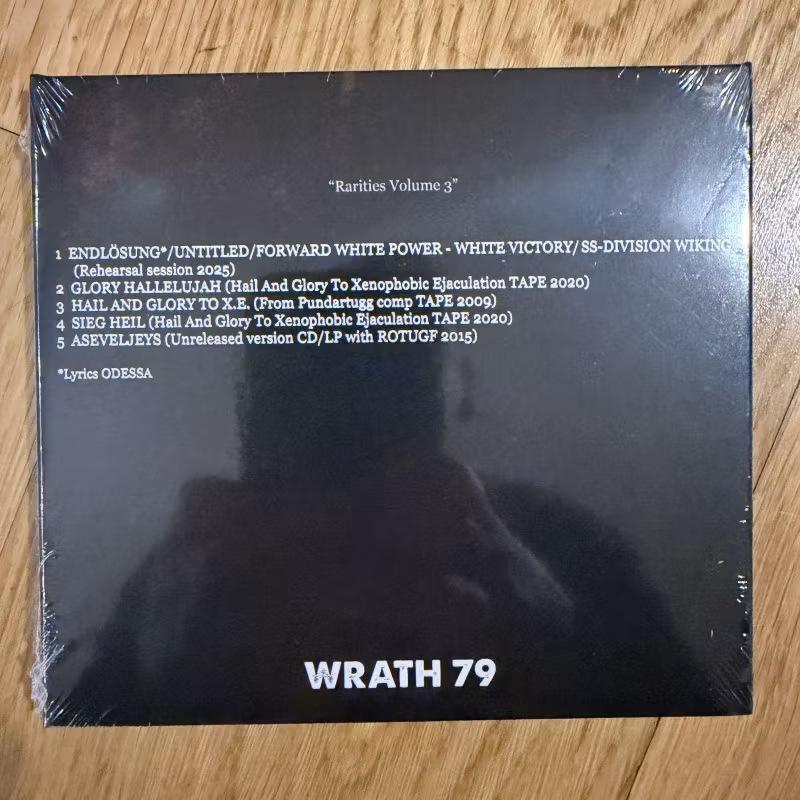 "Rarities Volume 3"
1 ENDLÖSUNG*/UNTITLED/FORWARD WHITE POWER - WHITE VICTORY/ SS-DIVISION WIKING
(Rehearsal session 2025)
2 GLORY HALLELUJAH (Hail And Glory To Xenophobic Ejaculation TAPE 2020)
3 HAIL AND GLORY TO X.E. (From Pundartugg comp TAPE 2009)
4 SIEG HEIL (Hail And Glory To Xenophobic Ejaculation TAPE 2020)
5 ASEVELJEYS (Unreleased version CD/LP with ROTUGF 2015)
*Lyrics ODESSA
WRATH 79